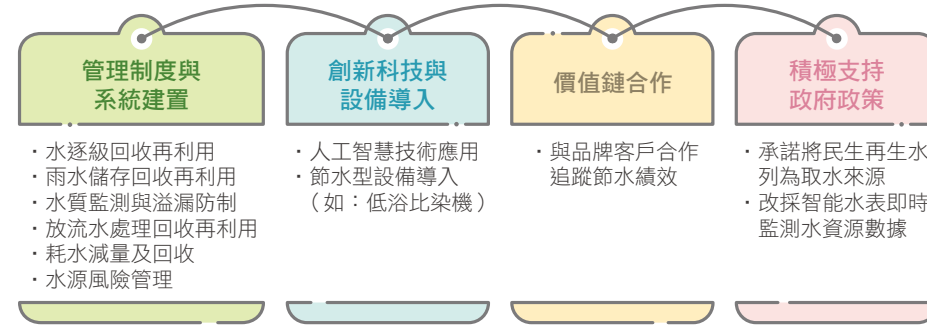 管理制度與
系統建置
・水逐級回收再利用
・雨水儲存回收再利用
・水質監測與溢漏防制
・放流水處理回收再利用
・耗水減量及回收
・水源風險管理
創新科技與
設備導入
・人工智慧技術應用
・節水型設備導入
（如：低浴比染機）
價值鏈合作
・與品牌客戶合作
追蹤節水績效
積極支持
政府政策
・承諾將民生再生水
列為取水來源
・改採智能水表即時
監測水資源數據